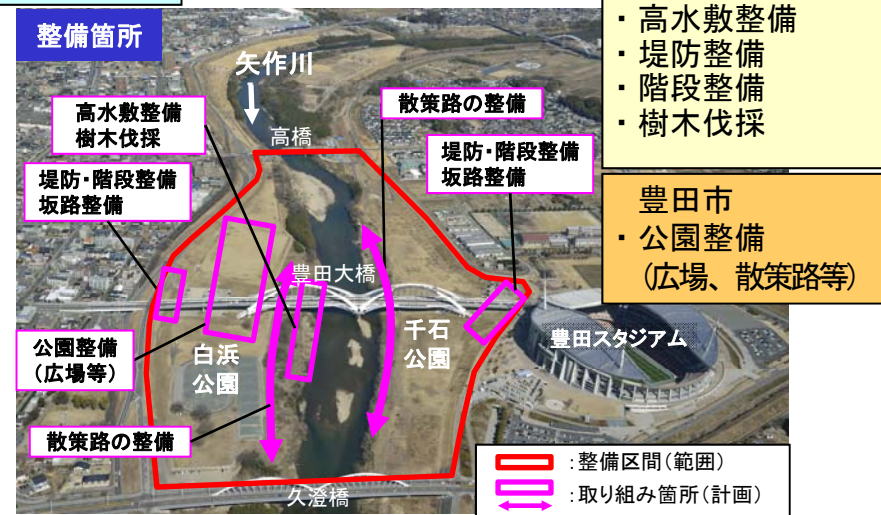 整備箇所
矢作川
高水敷整備
樹木伐採
散策路の整備
高橋
堤防・階段整備
坂路整備
堤防・階段整備
坂路整備
豊田大橋
公園整備
(広場等)
白浜
公園
千石
公園
豊田スタジアム
散策路の整備
久澄橋
:整備区間(範囲)
:取り組み箇所(計画)
・高水敷整備
・堤防整備
・階段整備
・樹木伐採
豊田市
・公園整備
(広場、散策路等)